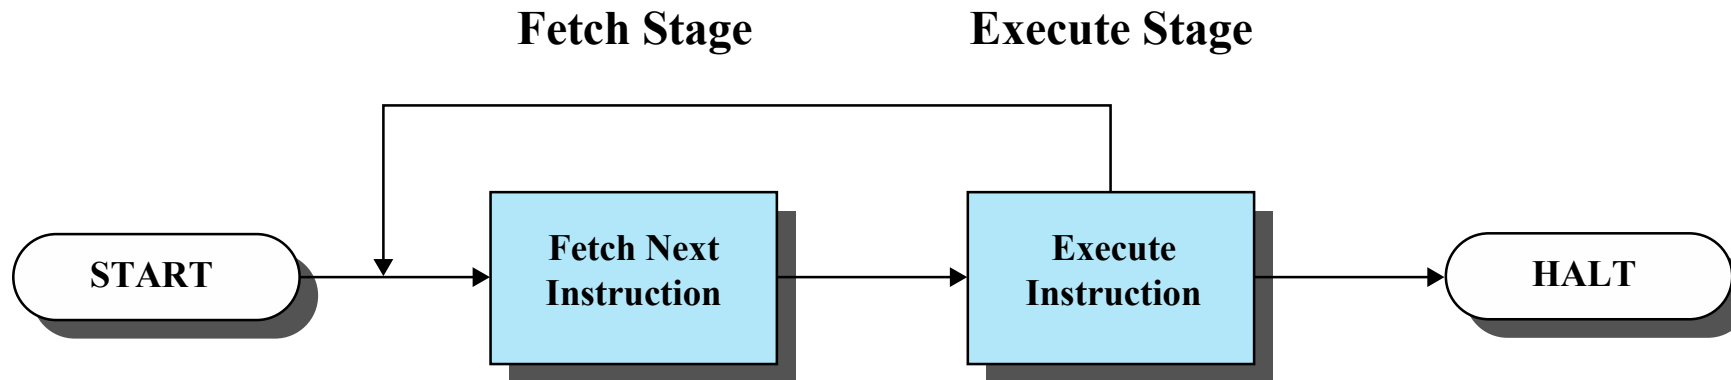 Fetch Stage
Execute Stage
START
Fetch Next
Instruction
Execute
Instruction
HALT